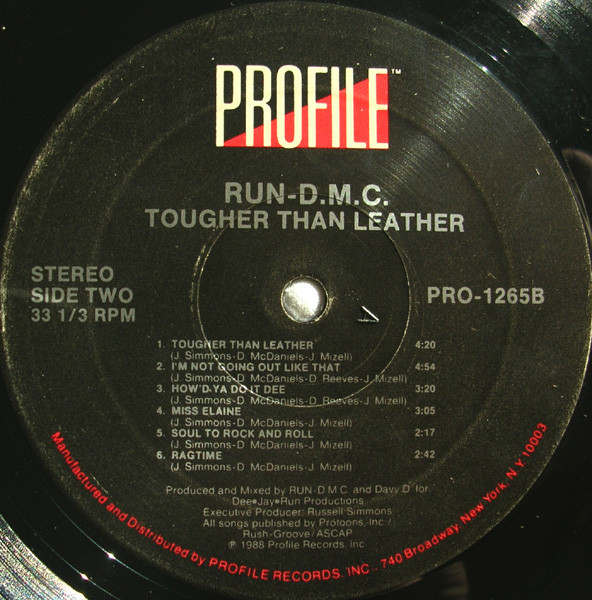 PROFILE™
RUN-D.M.C.
TOUGHER THAN LEATHER
STEREO
SIDE TWO
33 1/3 RPM
PRO-1265B
1. TOUGHER THAN LEATHER 4:20
(J. Simmons-D. McDaniels-J. Mizell)
2. I'M NOT GOING OUT LIKE THAT 4:54
(J. Simmons-D. McDaniels-D. Reeves-J. Mizell)
3. HOW'D-YA DO IT DEE 3:20
(J. Simmons-D. McDaniels-D. Reeves-J. Mizell)
4. MISS ELAINE 3:05
(J. Simmons-D. McDaniels-J. Mizell)
5. SOUL TO ROCK AND ROLL 2:17
(J. Simmons-D. McDaniels-J. Mizell)
6. RAGTIME 2:42
(J. Simmons-D. McDaniels-J. Mizell)
Produced and Mixed by RUN-D.M.C. and Davy D. for
Dee•Jay•Run Productions.
Executive Producer: Russell Simmons
All songs published by Protoons, Inc./
Rush-Groove/ASCAP
℗ 1988 Profile Records, Inc.
Manufactured and Distributed by PROFILE RECORDS, INC. - 740 Broadway, New York, N.Y. 10003